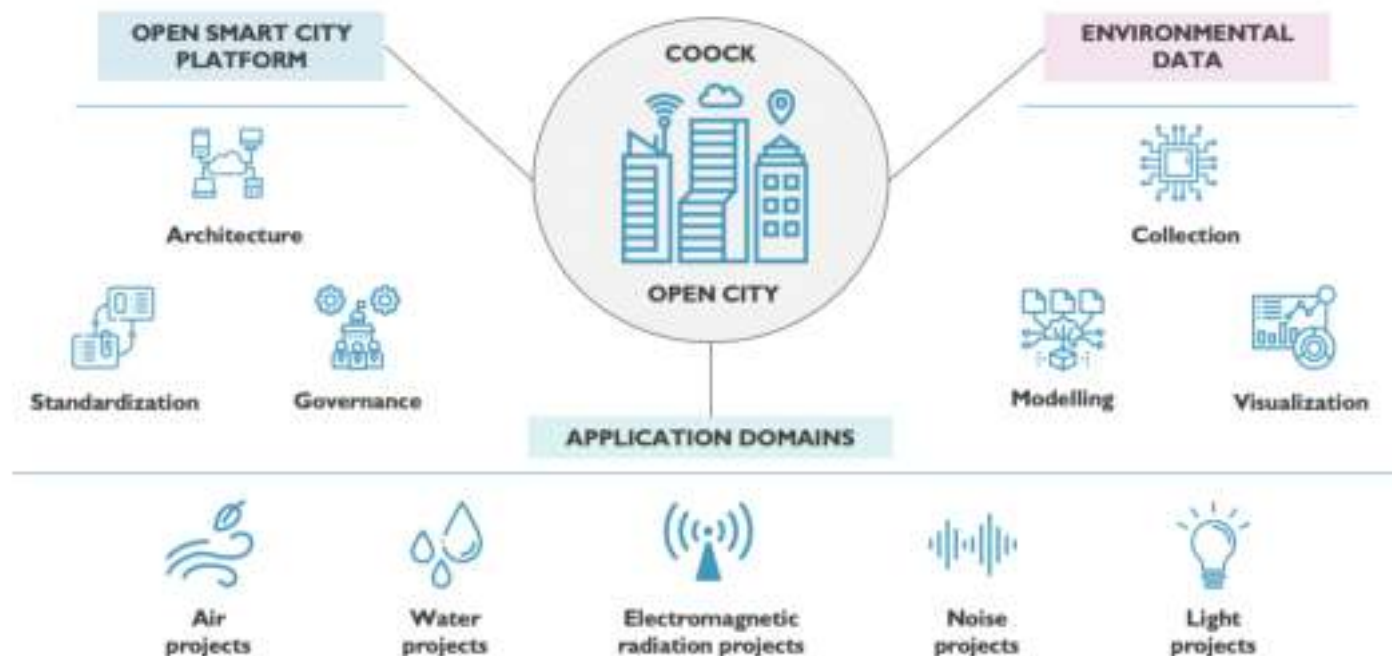 OPEN SMART CITY
PLATFORM
COOCK
ENVIRONMENTAL
DATA
Architecture
Collection
OPEN CITY
Standardization
Governance
Modelling
Visualization
APPLICATION DOMAINS
Air
projects
Water
projects
Electromagnetic
radiation projects
Noise
projects
Light
projects